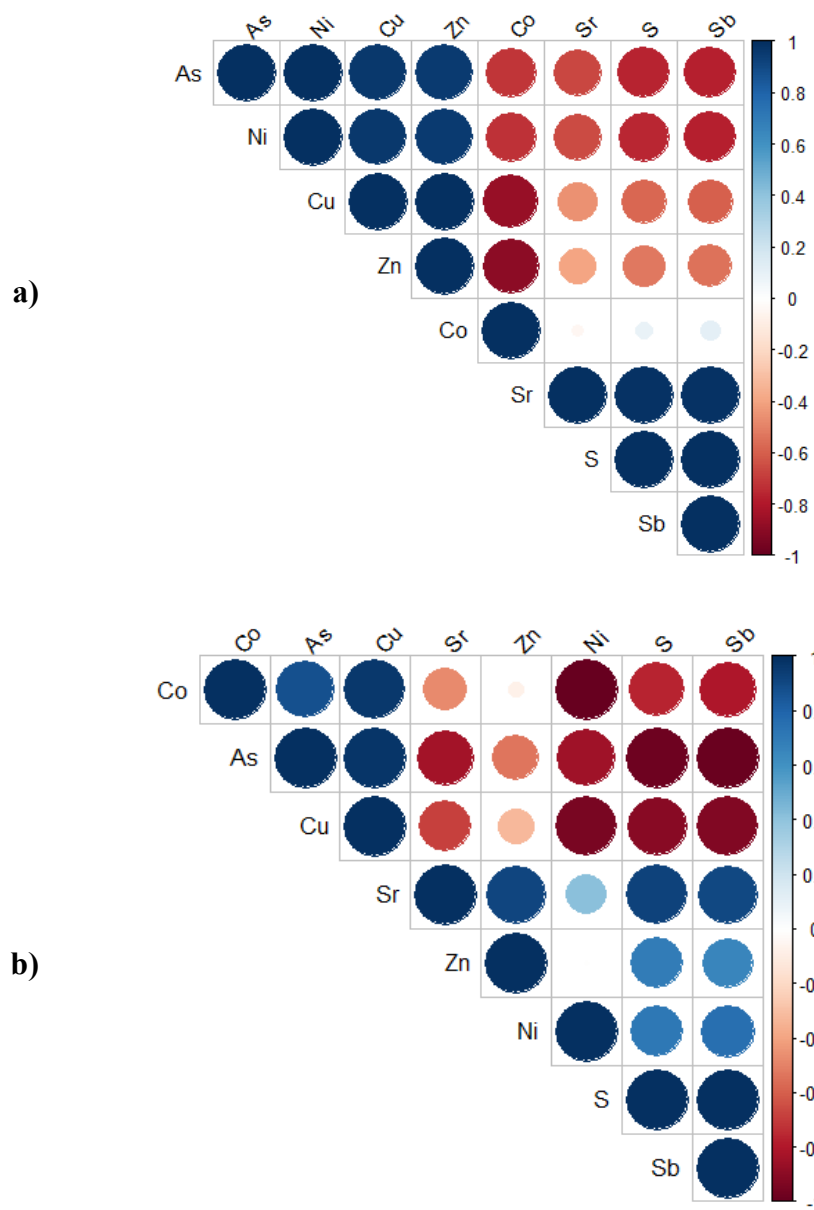 As Ni Cu Zn Co Sr S Sb
As
Ni
Cu
Zn
Co
Sr
S
Sb
1
0.8
0.6
0.4
0.2
0
-0.2
-0.4
-0.6
-0.8
-1
a)
Co As Cu Sr Zn Ni S Sb
Co
As
Cu
Sr
Zn
Ni
S
Sb
b)